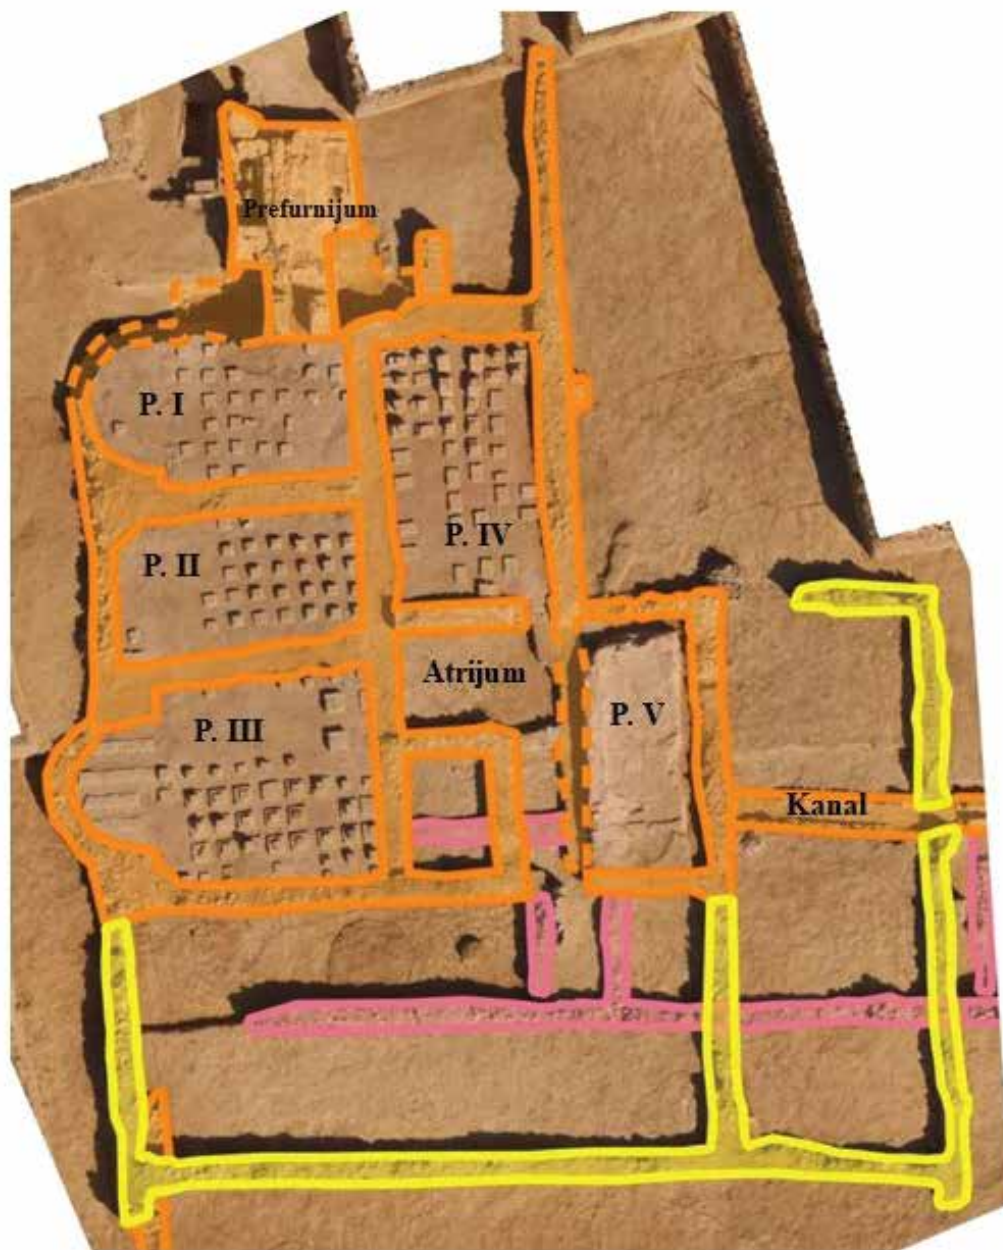 Prefurnijum
P. I
P. IV
P. II
Atrijum
P. III
P. V
Kanal